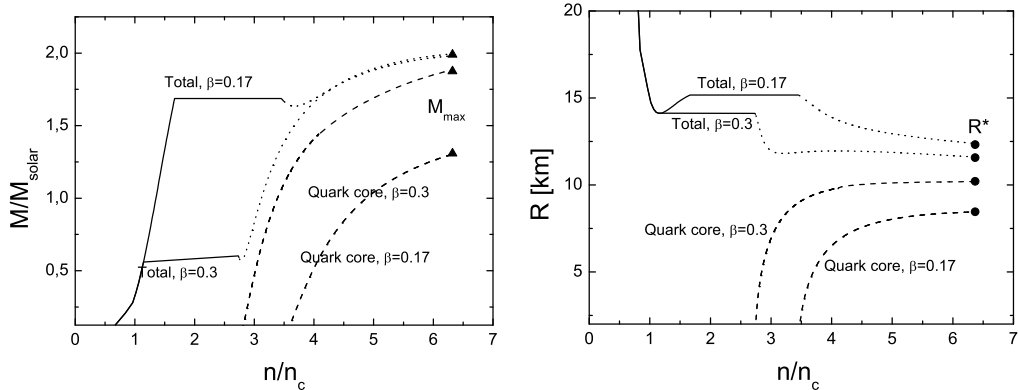 2,0
1,5
1,0
0,5
M/M_solar
0 1 2 3 4 5 6 7
n/n_c
Total, β=0.17
M_max
Quark core, β=0.3
Quark core, β=0.17
Total, β=0.3
20
15
10
5
R [km]
0 1 2 3 4 5 6 7
n/n_c
Total, β=0.17
Total, β=0.3
R*
Quark core, β=0.3
Quark core, β=0.17